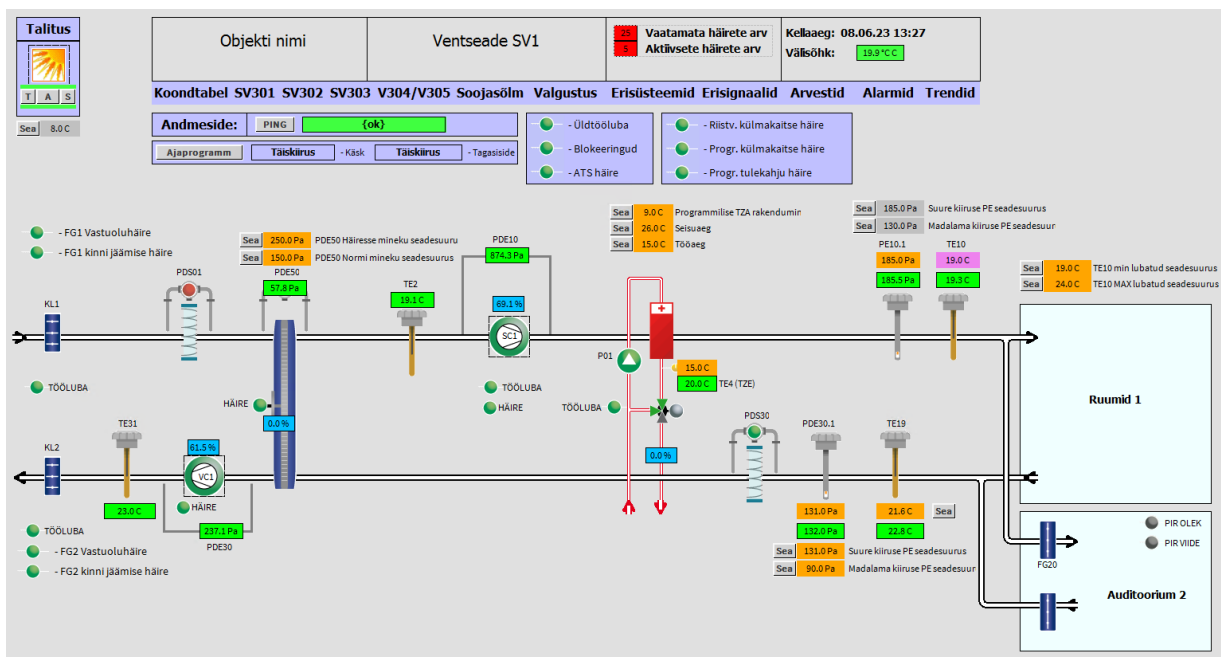 Talitus
T A S
Sea 8.0 C
Objekti nimi
Ventseade SV1
25 Vaatamata häirete arv
5 Aktiivsete häirete arv
Kellaaeg: 08.06.23 13:27
Välisõhk: 19.9 °C C
Koondtabel SV301 SV302 SV303 V304/V305 Soojasõlm Valgustus Erisüsteemid Erisignaalid Arvestid Alarmid Trendid
Andmeside: PING {ok}
Ajaprogramm Täiskiirus - Käsk Täiskiirus - Tagasiside
- Üldtööluba
- Blokeeringud
- ATS häire
- Riistv. külmakaitse häire
- Progr. külmakaitse häire
- Progr. tulekahju häire
- FG1 Vastuoluhäire
- FG1 kinni jäämise häire
Sea 250.0 Pa PDE50 Häiresse mineku seadesuuru
Sea 150.0 Pa PDE50 Normi mineku seadesuurus
Sea 9.0 C Programmilise TZA rakendumin
Sea 26.0 C Seisuaeg
Sea 15.0 C Tööaeg
Sea 185.0 Pa Suure kiiruse PE seadesuurus
Sea 130.0 Pa Madalama kiiruse PE seadesuur
Sea 19.0 C TE10 min lubatud seadesuurus
Sea 24.0 C TE10 MAX lubatud seadesuurus
PDS01
PDE50
57.8 Pa
TE2
19.1 C
PDE10
874.3 Pa
PE10.1
185.0 Pa
185.5 Pa
TE10
19.0 C
19.3 C
KL1
69.1 %
SC1
P01
15.0 C
20.0 C TE4 (TZE)
TÖÖLUBA
HÄIRE
0.0 %
TÖÖLUBA
HÄIRE
TÖÖLUBA
0.0 %
Ruumid 1
KL2
TE31
23.0 C
61.5 %
VC1
HÄIRE
237.1 Pa
PDE30
PDS30
PDE30.1
131.0 Pa
132.0 Pa
TE19
21.6 C Sea
22.8 C
TÖÖLUBA
- FG2 Vastuoluhäire
- FG2 kinni jäämise häire
Sea 131.0 Pa Suure kiiruse PE seadesuurus
Sea 90.0 Pa Madalama kiiruse PE seadesuur
PIR OLEK
PIR VIIDE
FG20
Auditoorium 2